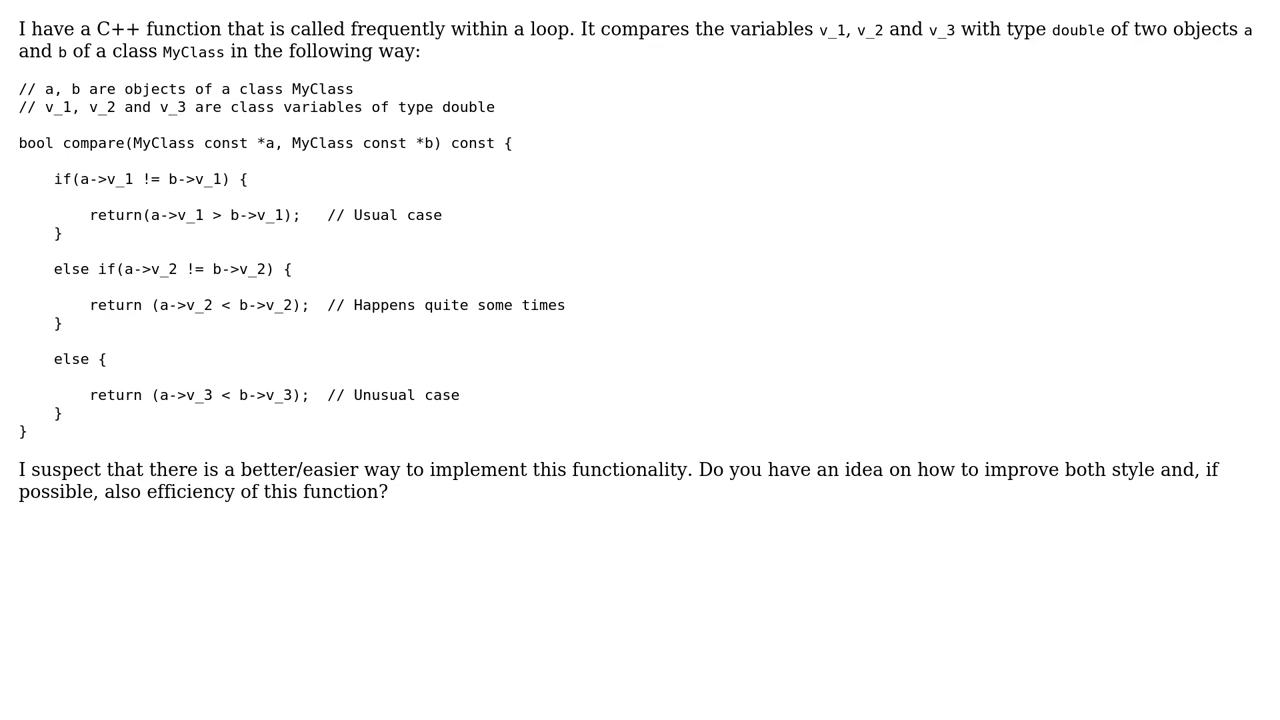 I have a C++ function that is called frequently within a loop. It compares the variables v_1, v_2 and v_3 with type double of two objects a
and b of a class MyClass in the following way:
// a, b are objects of a class MyClass
// v_1, v_2 and v_3 are class variables of type double
bool compare(MyClass const *a, MyClass const *b) const {
    if(a->v_1 != b->v_1) {
        return(a->v_1 > b->v_1);   // Usual case
    }
    else if(a->v_2 != b->v_2) {
        return (a->v_2 < b->v_2);  // Happens quite some times
    }
    else {
        return (a->v_3 < b->v_3);  // Unusual case
    }
}
I suspect that there is a better/easier way to implement this functionality. Do you have an idea on how to improve both style and, if
possible, also efficiency of this function?